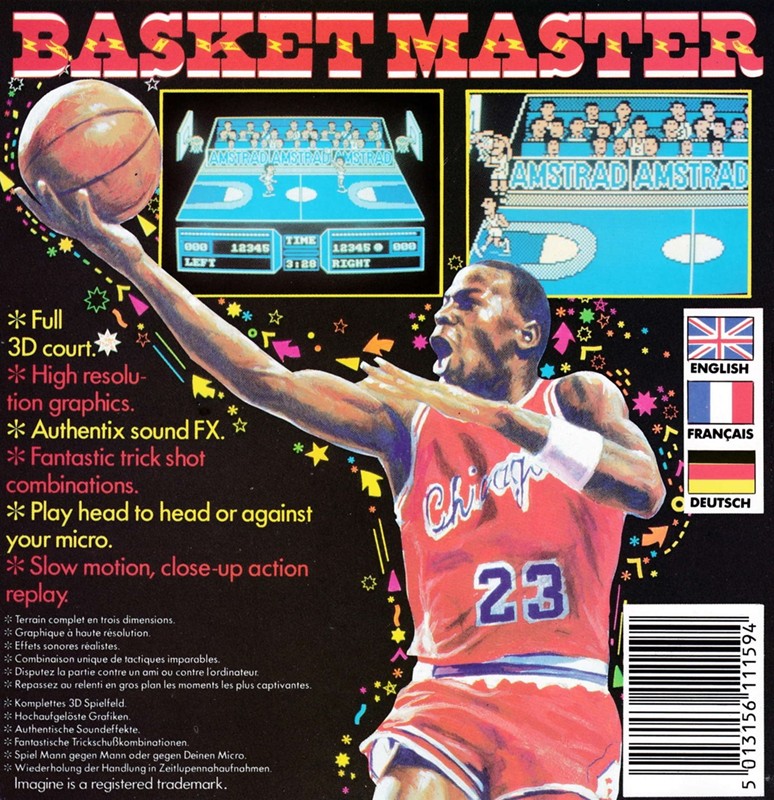 BASKET MASTER
AMSTRAD AMSTRAD AMSTRAD
000 12345 TIME 12345 000
LEFT 3:28 RIGHT
AMSTRAD AMSTRAD
✻ Full
3D court.
✻ High resolu-
tion graphics.
✻ Authentix sound FX.
✻ Fantastic trick shot
combinations.
✻ Play head to head or against
your micro.
✻ Slow motion, close-up action
replay.
ENGLISH
FRANÇAIS
DEUTSCH
Chicago
23
✻ Terrain complet en trois dimensions.
✻ Graphique à haute résolution.
✻ Effets sonores réalistes.
✻ Combinaison unique de tactiques imparables.
✻ Disputez la partie contre un ami ou contre l'ordinateur.
✻ Repassez au relenti en gros plan les moments les plus captivantes.
✻ Komplettes 3D Spielfeld.
✻ Hochaufgelöste Grafiken.
✻ Authentische Soundeffekte.
✻ Fantastische Trickschußkombinationen.
✻ Spiel Mann gegen Mann oder gegen Deinen Micro.
✻ Wiederholung der Handlung in Zeitlupennahaufnahmen.
Imagine is a registered trademark.
5 013156 111594